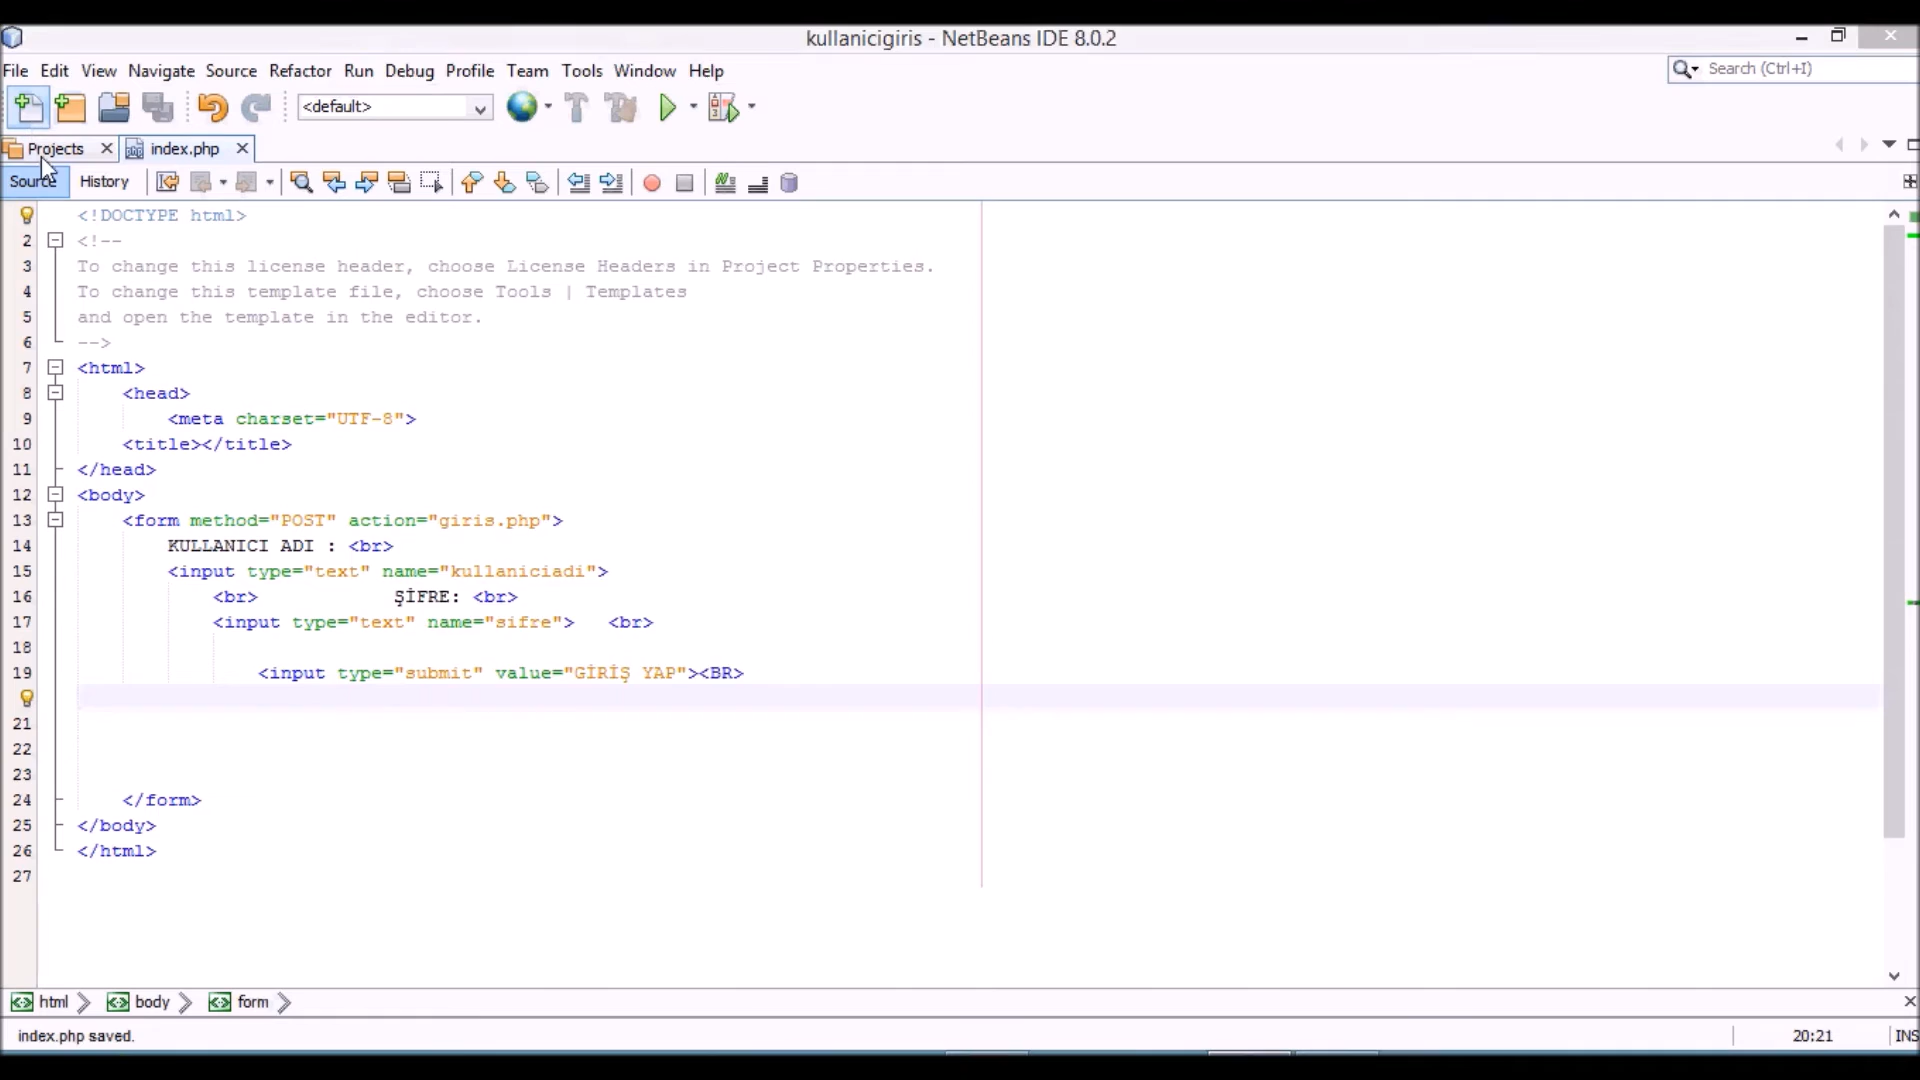 kullanicigiris - NetBeans IDE 8.0.2
File Edit View Navigate Source Refactor Run Debug Profile Team Tools Window Help
Search (Ctrl+I)
<default>
Projects index.php
Source History
<!DOCTYPE html>
2 <!--
3 To change this license header, choose License Headers in Project Properties.
4 To change this template file, choose Tools | Templates
5 and open the template in the editor.
6 -->
7 <html>
8 <head>
9 <meta charset="UTF-8">
10 <title></title>
11 </head>
12 <body>
13 <form method="POST" action="giris.php">
14 KULLANICI ADI : <br>
15 <input type="text" name="kullaniciadi">
16 <br> ŞİFRE: <br>
17 <input type="text" name="sifre"> <br>
18
19 <input type="submit" value="GİRİŞ YAP"><BR>
21
22
23
24 </form>
25 </body>
26 </html>
27
html body form
index.php saved.
20:21 INS